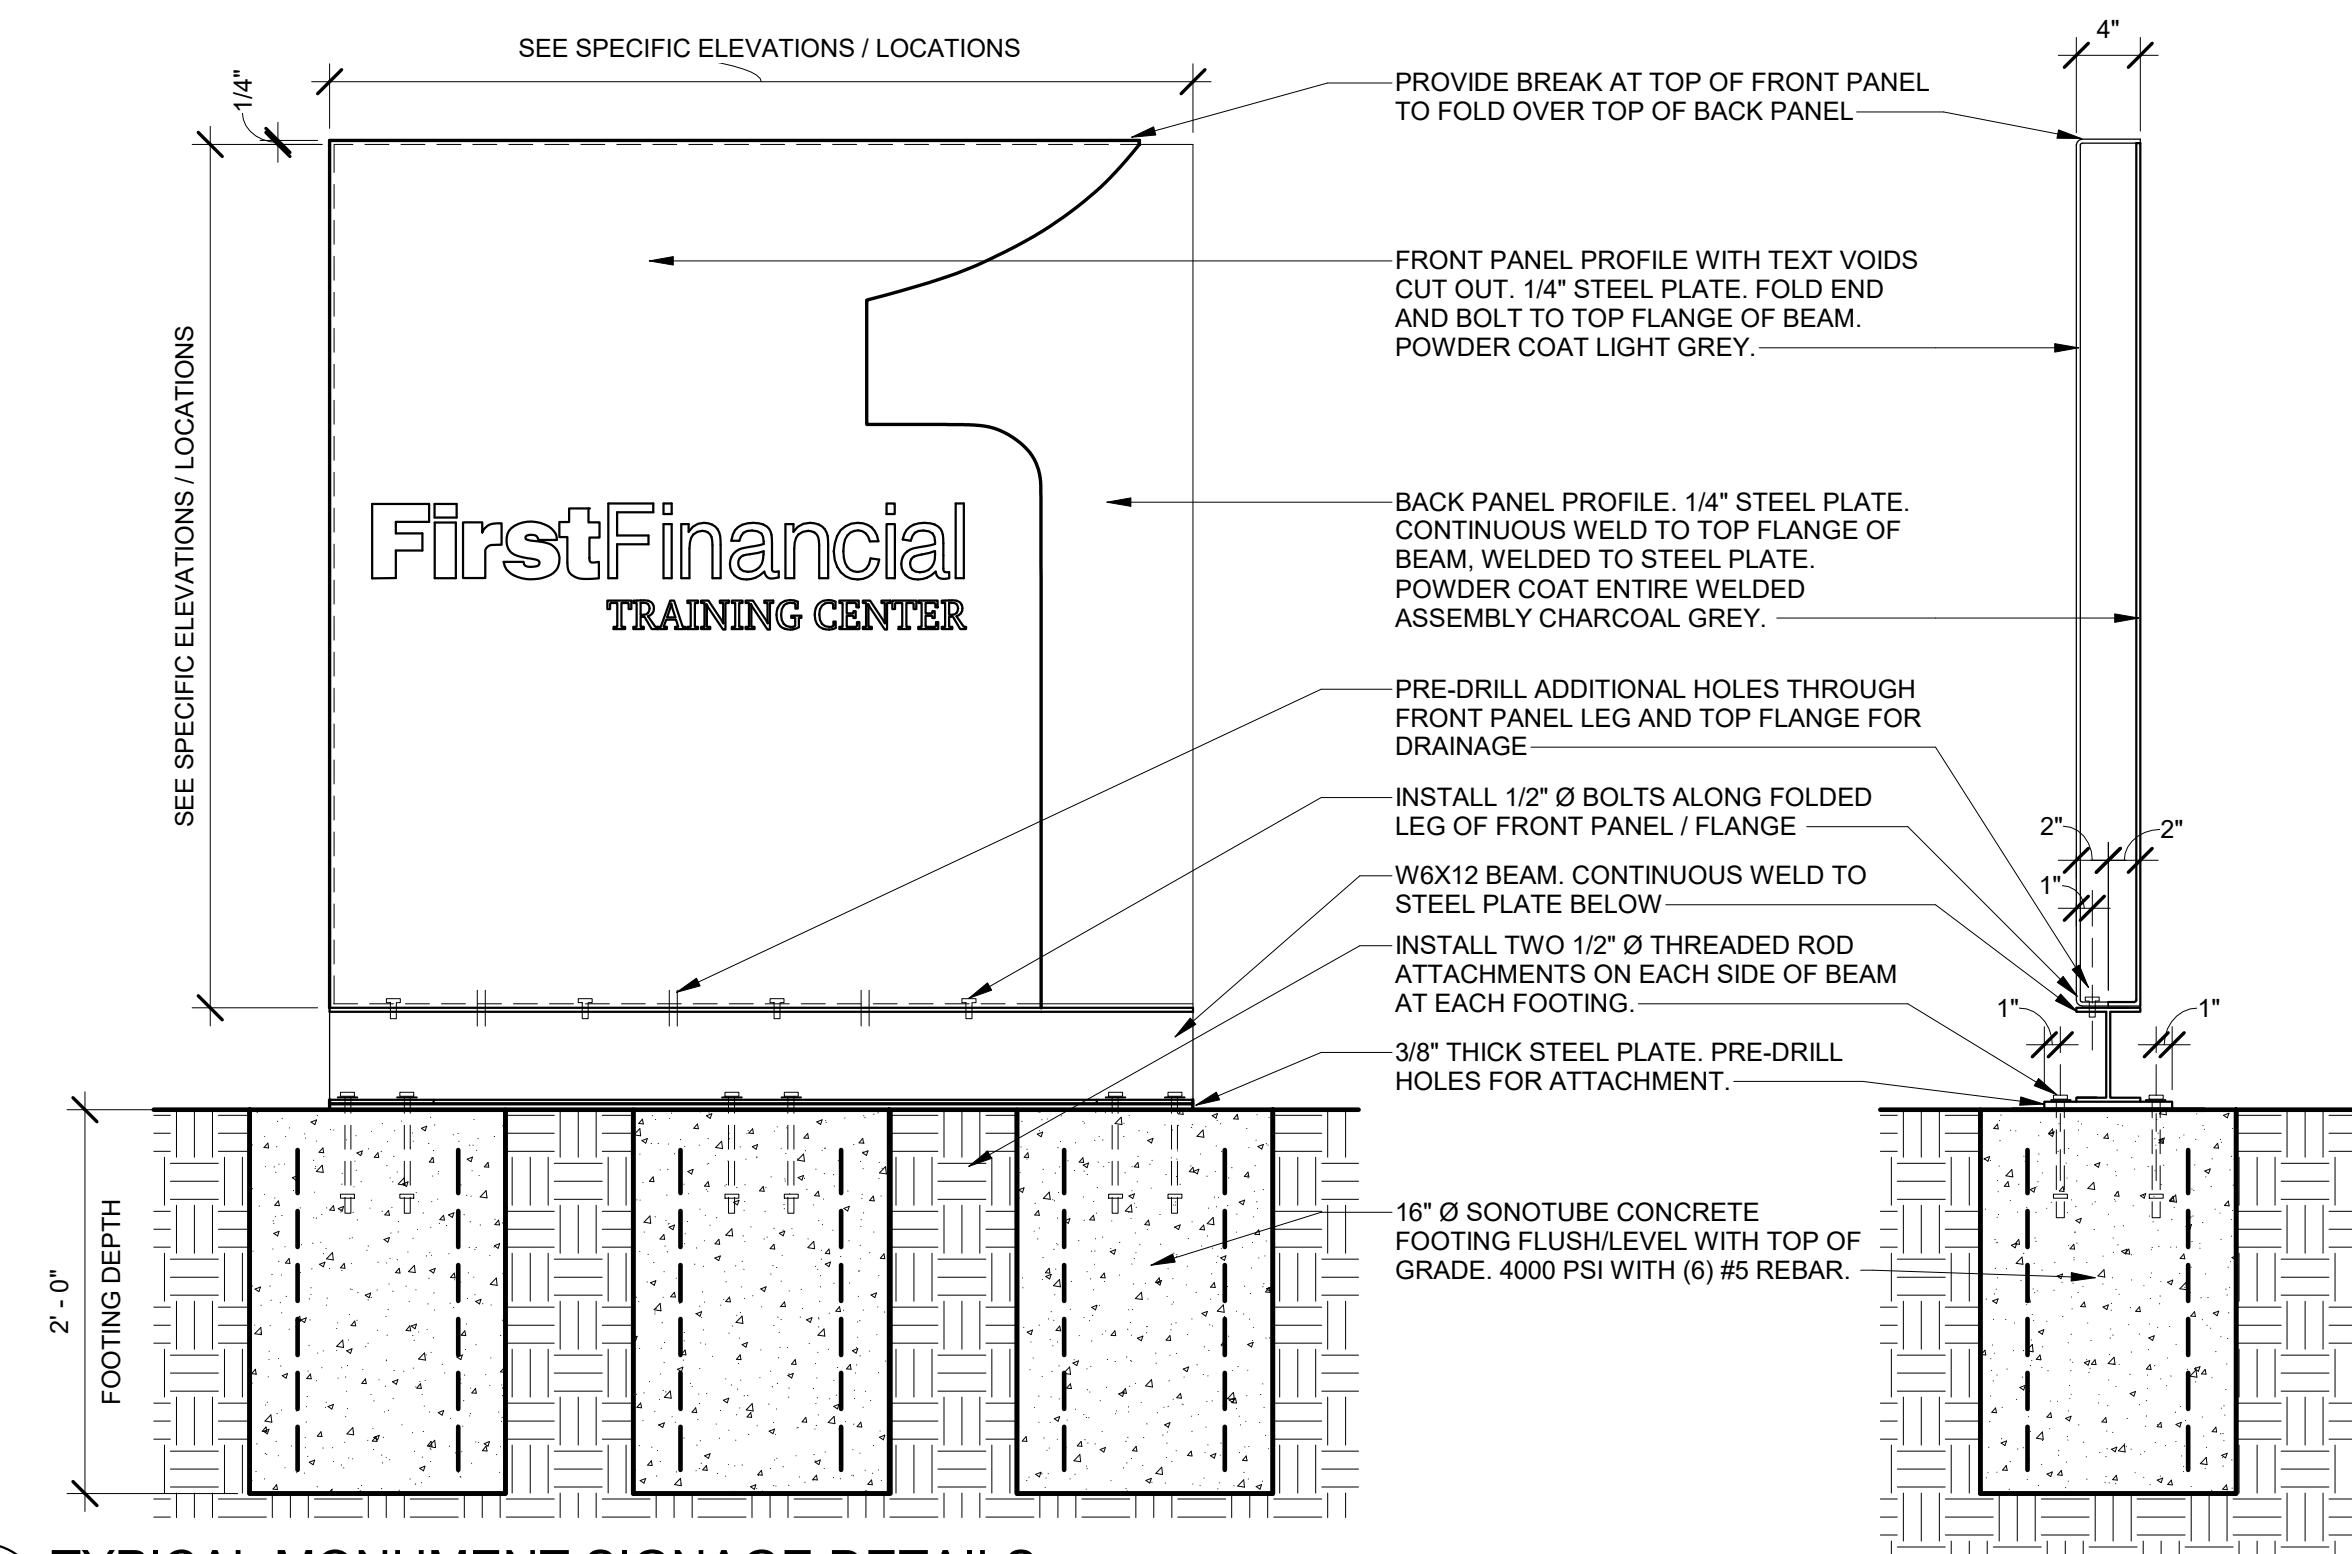 SEE SPECIFIC ELEVATIONS / LOCATIONS
4"
1/4"
PROVIDE BREAK AT TOP OF FRONT PANEL
TO FOLD OVER TOP OF BACK PANEL
FRONT PANEL PROFILE WITH TEXT VOIDS
CUT OUT. 1/4" STEEL PLATE. FOLD END
AND BOLT TO TOP FLANGE OF BEAM.
POWDER COAT LIGHT GREY.
SEE SPECIFIC ELEVATIONS / LOCATIONS
FirstFinancial
TRAINING CENTER
BACK PANEL PROFILE. 1/4" STEEL PLATE.
CONTINUOUS WELD TO TOP FLANGE OF
BEAM, WELDED TO STEEL PLATE.
POWDER COAT ENTIRE WELDED
ASSEMBLY CHARCOAL GREY.
PRE-DRILL ADDITIONAL HOLES THROUGH
FRONT PANEL LEG AND TOP FLANGE FOR
DRAINAGE
INSTALL 1/2" Ø BOLTS ALONG FOLDED
LEG OF FRONT PANEL / FLANGE
2"
2"
W6X12 BEAM. CONTINUOUS WELD TO
STEEL PLATE BELOW
1"
INSTALL TWO 1/2" Ø THREADED ROD
ATTACHMENTS ON EACH SIDE OF BEAM
AT EACH FOOTING.
1"
1"
3/8" THICK STEEL PLATE. PRE-DRILL
HOLES FOR ATTACHMENT.
2' - 0"
FOOTING DEPTH
16" Ø SONOTUBE CONCRETE
FOOTING FLUSH/LEVEL WITH TOP OF
GRADE. 4000 PSI WITH (6) #5 REBAR.
TYPICAL MONUMENT SIGNAGE DETAILS